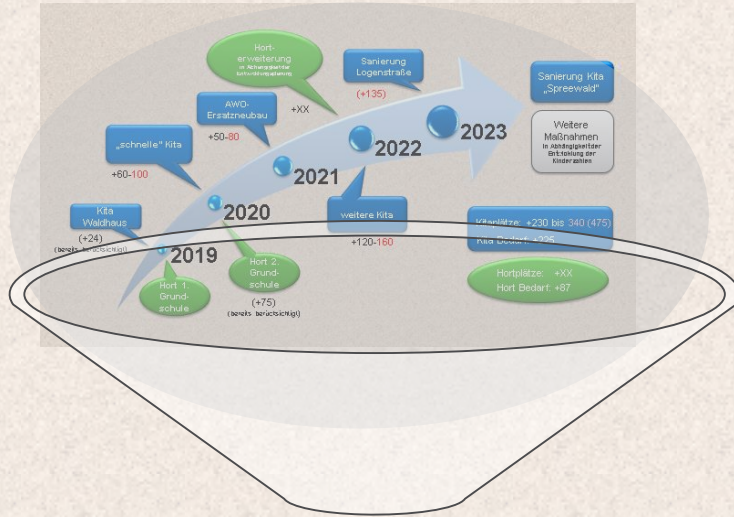 Hort-
erweiterung
in Abhängigkeit der
+XX
Sanierung
Logenstraße
(+135)
Sanierung Kita
„Spreewald"
AWO-
Ersatzneubau
+50-80
Weitere
Maßnahmen
in Abhängigkeit der
Entwicklung der
Kinderzahlen
„schnelle" Kita
+60-100
2023
2022
2021
2020
2019
Kita
Waldhaus
(+24)
(bereits berücksichtigt)
weitere Kita
+120-160
Kitaplätze: +230 bis 340 (475)
Kita Bedarf: +225
Hort 1.
Grund-
schule
Hort 2.
Grund-
schule
(+75)
(bereits berücksichtigt)
Hortplätze: +XX
Hort Bedarf: +87